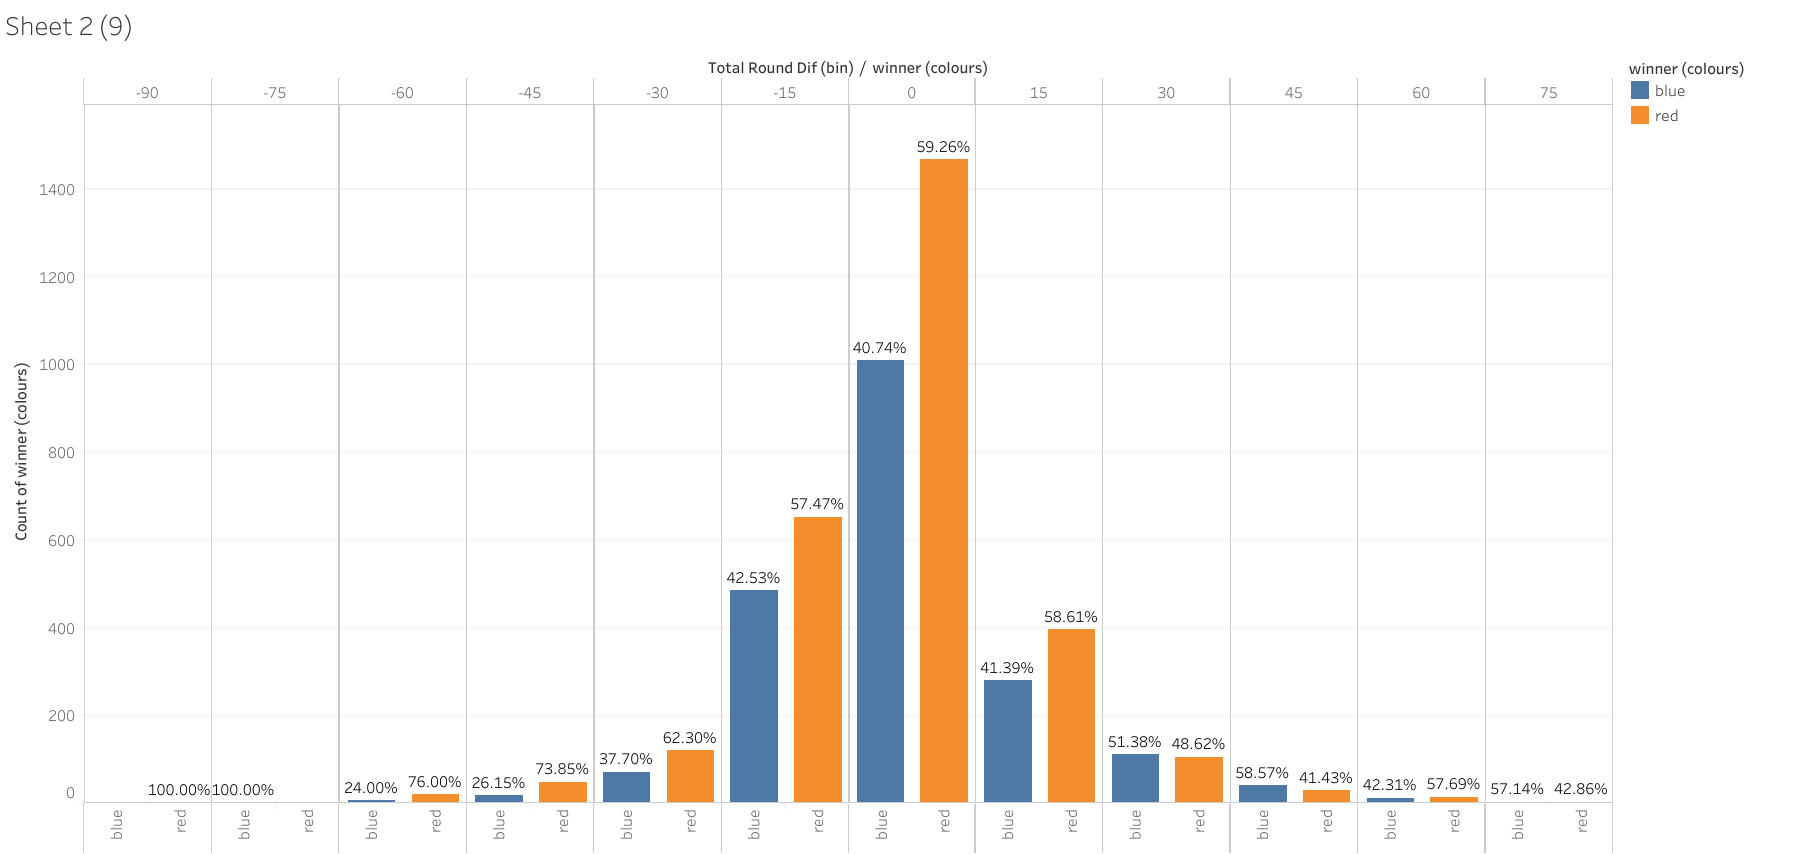 Sheet 2 (9)
Total Round Dif (bin) / winner (colours)
winner (colours)
blue
red
-90 -75 -60 -45 -30 -15 0 15 30 45 60 75
Count of winner (colours)
1400
1200
1000
800
600
400
200
0
100.00% 100.00% 24.00% 76.00% 26.15% 73.85% 37.70% 62.30% 42.53% 57.47% 40.74% 59.26% 41.39% 58.61% 51.38% 48.62% 58.57% 41.43% 42.31% 57.69% 57.14% 42.86%
blue red blue red blue red blue red blue red blue red blue red blue red blue red blue red blue red blue red